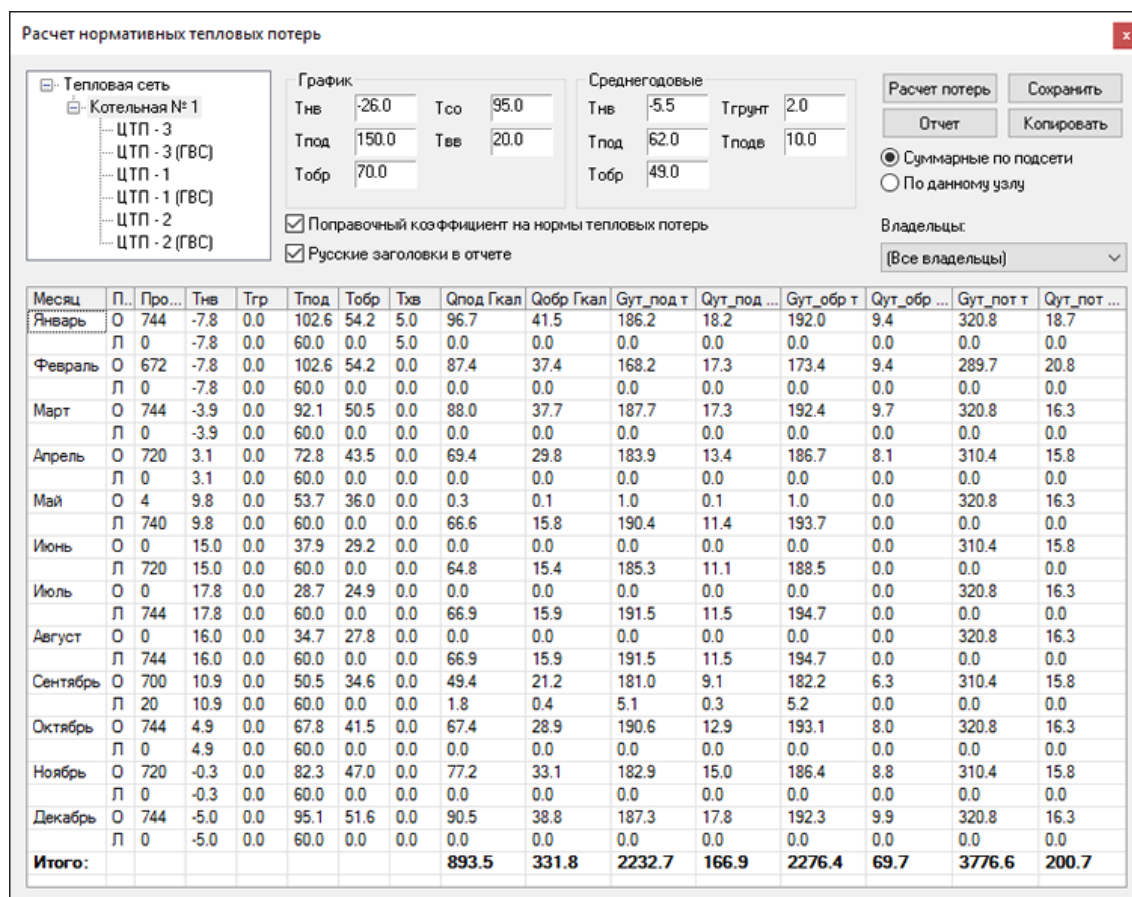 Расчет нормативных тепловых потерь x
Тепловая сеть
Котельная № 1
ЦТП - 3
ЦТП - 3 (ГВС)
ЦТП - 1
ЦТП - 1 (ГВС)
ЦТП - 2
ЦТП - 2 (ГВС)
График
Тнв -26.0 Тсо 95.0
Тпод 150.0 Твв 20.0
Тобр 70.0
Среднегодовые
Тнв -5.5 Тгрунт 2.0
Тпод 62.0 Тподв 10.0
Тобр 49.0
Поправочный коэффициент на нормы тепловых потерь
Русские заголовки в отчете
Расчет потерь Сохранить
Отчет Копировать
Суммарные по подсети
По данному узлу
Владельцы:
(Все владельцы)
Месяц П.. Про... Тнв Тгр Тпод Тобр Тхв Qпод Гкал Qобр Гкал Gут_под т Qут_под ... Gут_обр т Qут_обр ... Gут_пот т Qут_пот ...
Январь О 744 -7.8 0.0 102.6 54.2 5.0 96.7 41.5 186.2 18.2 192.0 9.4 320.8 18.7
Л 0 -7.8 0.0 60.0 0.0 5.0 0.0 0.0 0.0 0.0 0.0 0.0 0.0 0.0
Февраль О 672 -7.8 0.0 102.6 54.2 0.0 87.4 37.4 168.2 17.3 173.4 9.4 289.7 20.8
Л 0 -7.8 0.0 60.0 0.0 0.0 0.0 0.0 0.0 0.0 0.0 0.0 0.0 0.0
Март О 744 -3.9 0.0 92.1 50.5 0.0 88.0 37.7 187.7 17.3 192.4 9.7 320.8 16.3
Л 0 -3.9 0.0 60.0 0.0 0.0 0.0 0.0 0.0 0.0 0.0 0.0 0.0 0.0
Апрель О 720 3.1 0.0 72.8 43.5 0.0 69.4 29.8 183.9 13.4 186.7 8.1 310.4 15.8
Л 0 3.1 0.0 60.0 0.0 0.0 0.0 0.0 0.0 0.0 0.0 0.0 0.0 0.0
Май О 4 9.8 0.0 53.7 36.0 0.0 0.3 0.1 1.0 0.1 1.0 0.0 320.8 16.3
Л 740 9.8 0.0 60.0 0.0 0.0 66.6 15.8 190.4 11.4 193.7 0.0 0.0 0.0
Июнь О 0 15.0 0.0 37.9 29.2 0.0 0.0 0.0 0.0 0.0 0.0 0.0 310.4 15.8
Л 720 15.0 0.0 60.0 0.0 0.0 64.8 15.4 185.3 11.1 188.5 0.0 0.0 0.0
Июль О 0 17.8 0.0 28.7 24.9 0.0 0.0 0.0 0.0 0.0 0.0 0.0 320.8 16.3
Л 744 17.8 0.0 60.0 0.0 0.0 66.9 15.9 191.5 11.5 194.7 0.0 0.0 0.0
Август О 0 16.0 0.0 34.7 27.8 0.0 0.0 0.0 0.0 0.0 0.0 0.0 320.8 16.3
Л 744 16.0 0.0 60.0 0.0 0.0 66.9 15.9 191.5 11.5 194.7 0.0 0.0 0.0
Сентябрь О 700 10.9 0.0 50.5 34.6 0.0 49.4 21.2 181.0 9.1 182.2 6.3 310.4 15.8
Л 20 10.9 0.0 60.0 0.0 0.0 1.8 0.4 5.1 0.3 5.2 0.0 0.0 0.0
Октябрь О 744 4.9 0.0 67.8 41.5 0.0 67.4 28.9 190.6 12.9 193.1 8.0 320.8 16.3
Л 0 4.9 0.0 60.0 0.0 0.0 0.0 0.0 0.0 0.0 0.0 0.0 0.0 0.0
Ноябрь О 720 -0.3 0.0 82.3 47.0 0.0 77.2 33.1 182.9 15.0 186.4 8.8 310.4 15.8
Л 0 -0.3 0.0 60.0 0.0 0.0 0.0 0.0 0.0 0.0 0.0 0.0 0.0 0.0
Декабрь О 744 -5.0 0.0 95.1 51.6 0.0 90.5 38.8 187.3 17.8 192.3 9.9 320.8 16.3
Л 0 -5.0 0.0 60.0 0.0 0.0 0.0 0.0 0.0 0.0 0.0 0.0 0.0 0.0
Итого: 893.5 331.8 2232.7 166.9 2276.4 69.7 3776.6 200.7